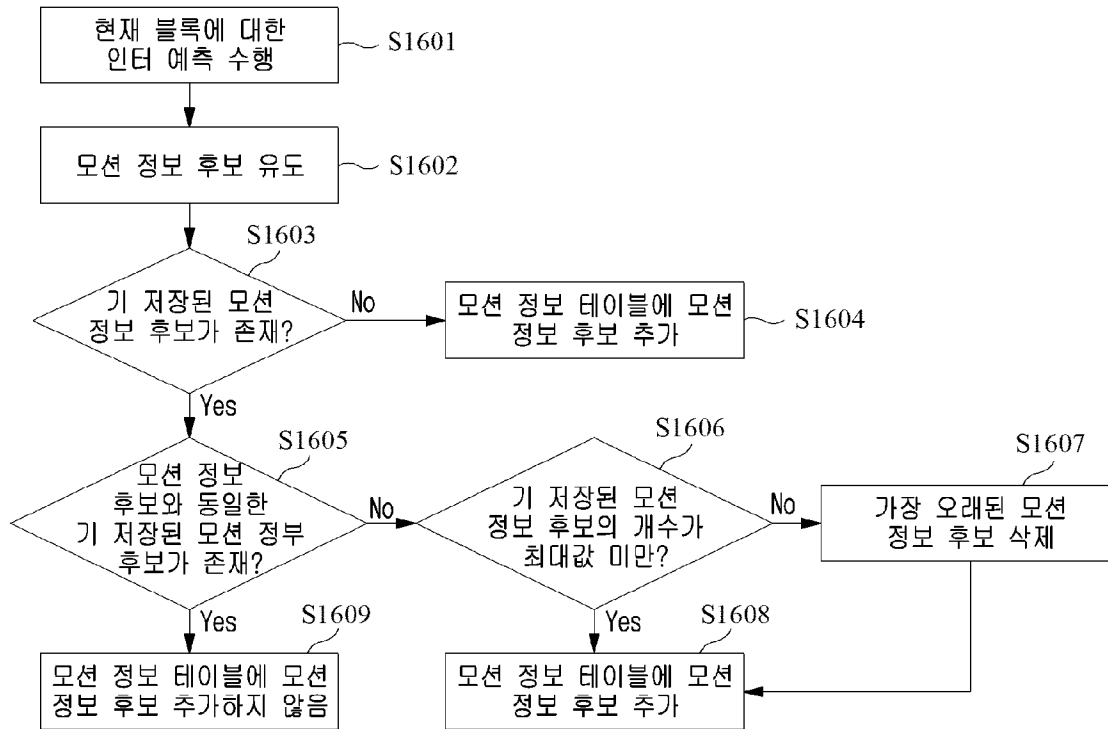 현재 블록에 대한
인터 예측 수행
S1601
모션 정보 후보 유도
S1602
S1603
기 저장된 모션
정보 후보가 존재?
No
모션 정보 테이블에 모션
정보 후보 추가
S1604
Yes
S1605
모션 정보
후보와 동일한
기 저장된 모션 정부
후보가 존재?
No
S1606
기 저장된 모션
정보 후보의 개수가
최대값 미만?
No
S1607
가장 오래된 모션
정보 후보 삭제
Yes
S1609
모션 정보 테이블에 모션
정보 후보 추가하지 않음
Yes
S1608
모션 정보 테이블에 모션
정보 후보 추가